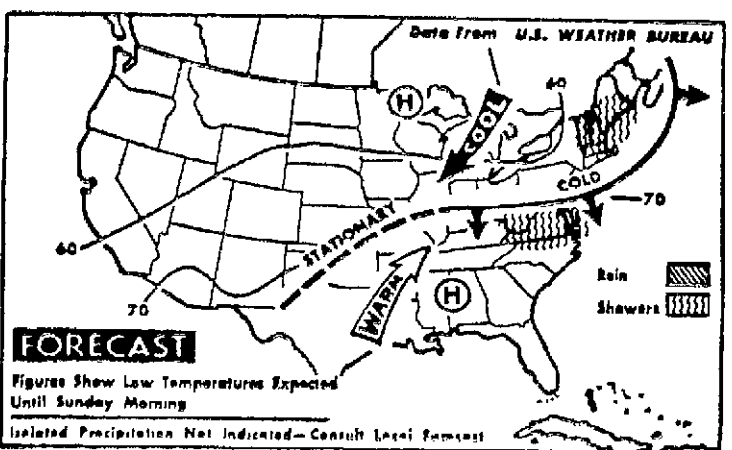 Data From U.S. WEATHER BUREAU
60
H
COOL
COLD
70
STATIONARY
60
70
WARM
H
Rain
Showers
FORECAST
Figures Show Low Temperatures Expected
Until Sunday Morning
Isolated Precipitation Not Indicated—Consult Local Forecast